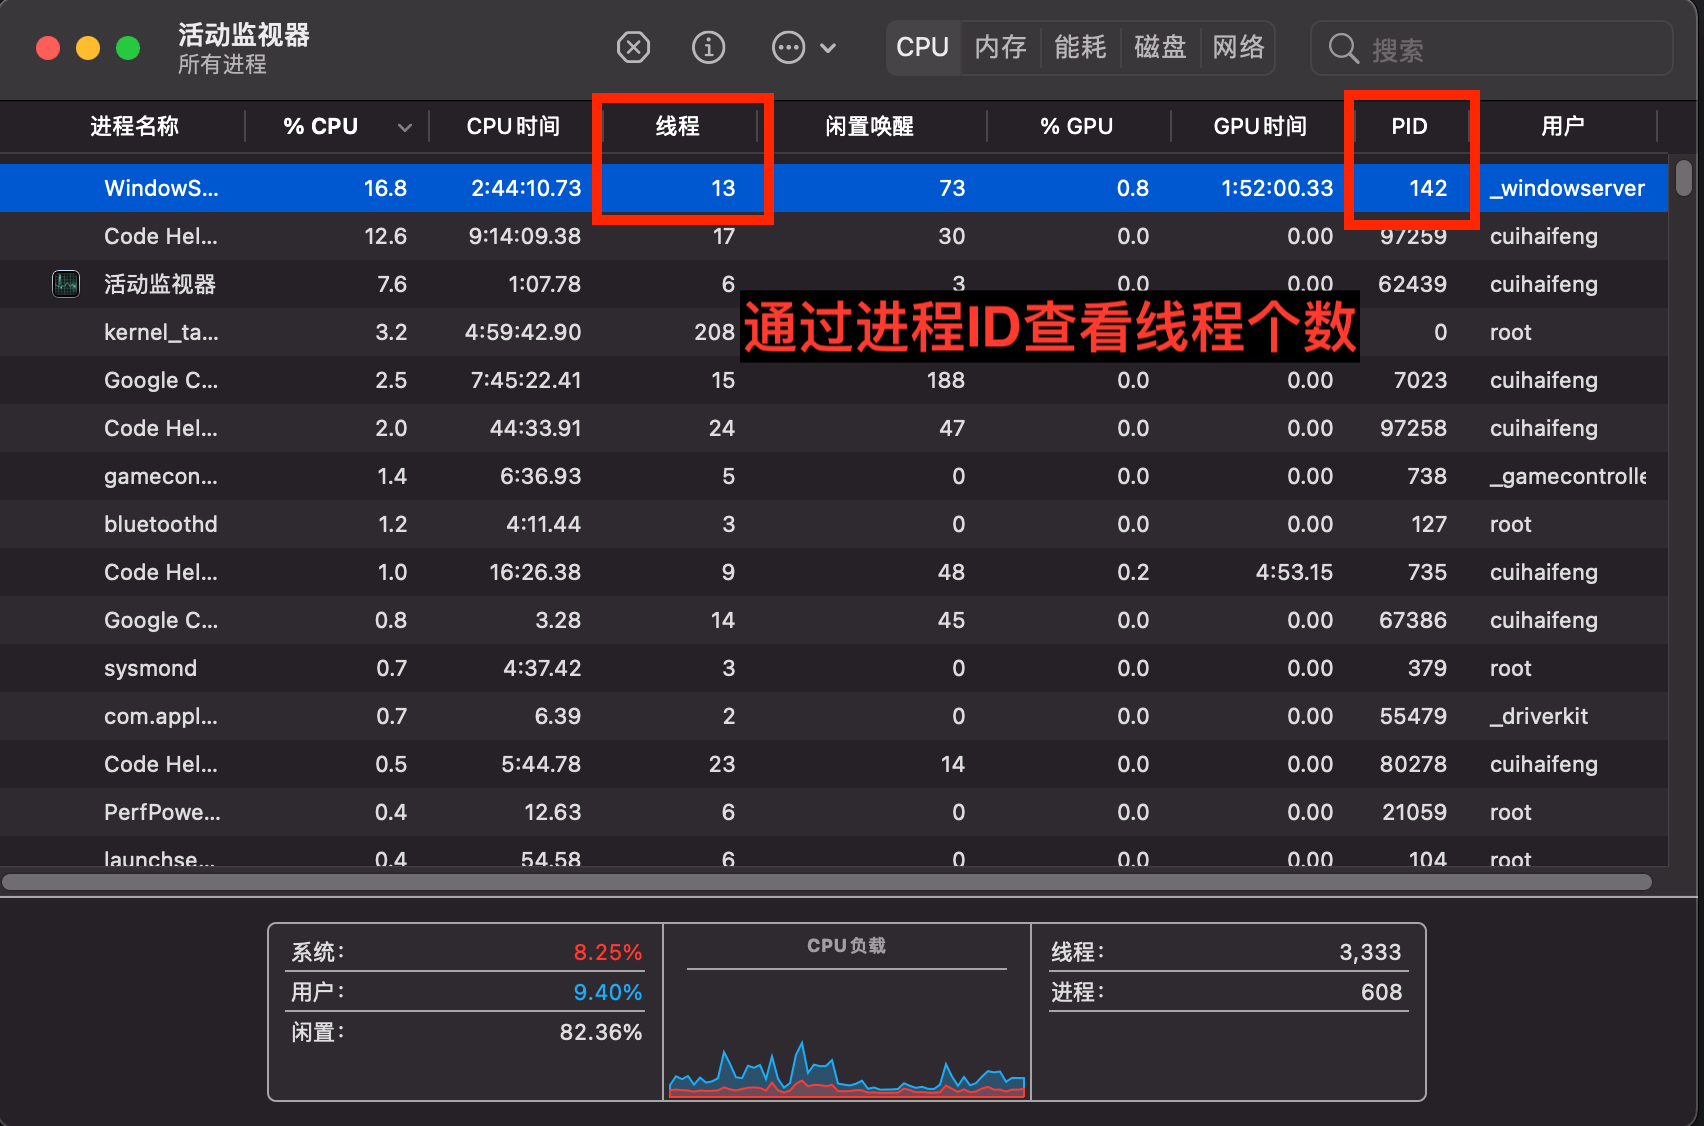 活动监视器
所有进程
CPU 内存 能耗 磁盘 网络 搜索
进程名称 % CPU CPU 时间 线程 闲置唤醒 % GPU GPU 时间 PID 用户
WindowS... 16.8 2:44:10.73 13 73 0.8 1:52:00.33 142 _windowserver
Code Hel... 12.6 9:14:09.38 17 30 0.0 0.00 97259 cuihaifeng
活动监视器 7.6 1:07.78 6 3 0.0 0.00 62439 cuihaifeng
通过进程ID查看线程个数
kernel_ta... 3.2 4:59:42.90 208 0 root
Google C... 2.5 7:45:22.41 15 188 0.0 0.00 7023 cuihaifeng
Code Hel... 2.0 44:33.91 24 47 0.0 0.00 97258 cuihaifeng
gamecon... 1.4 6:36.93 5 0 0.0 0.00 738 _gamecontrolle
bluetoothd 1.2 4:11.44 3 0 0.0 0.00 127 root
Code Hel... 1.0 16:26.38 9 48 0.2 4:53.15 735 cuihaifeng
Google C... 0.8 3.28 14 45 0.0 0.00 67386 cuihaifeng
sysmond 0.7 4:37.42 3 0 0.0 0.00 379 root
com.appl... 0.7 6.39 2 0 0.0 0.00 55479 _driverkit
Code Hel... 0.5 5:44.78 23 14 0.0 0.00 80278 cuihaifeng
PerfPowe... 0.4 12.63 6 0 0.0 0.00 21059 root
launchse... 0.4 54.58 6 0 0.0 0.00 104 root
系统： 8.25%
用户： 9.40%
闲置： 82.36%
CPU 负载
线程： 3,333
进程： 608